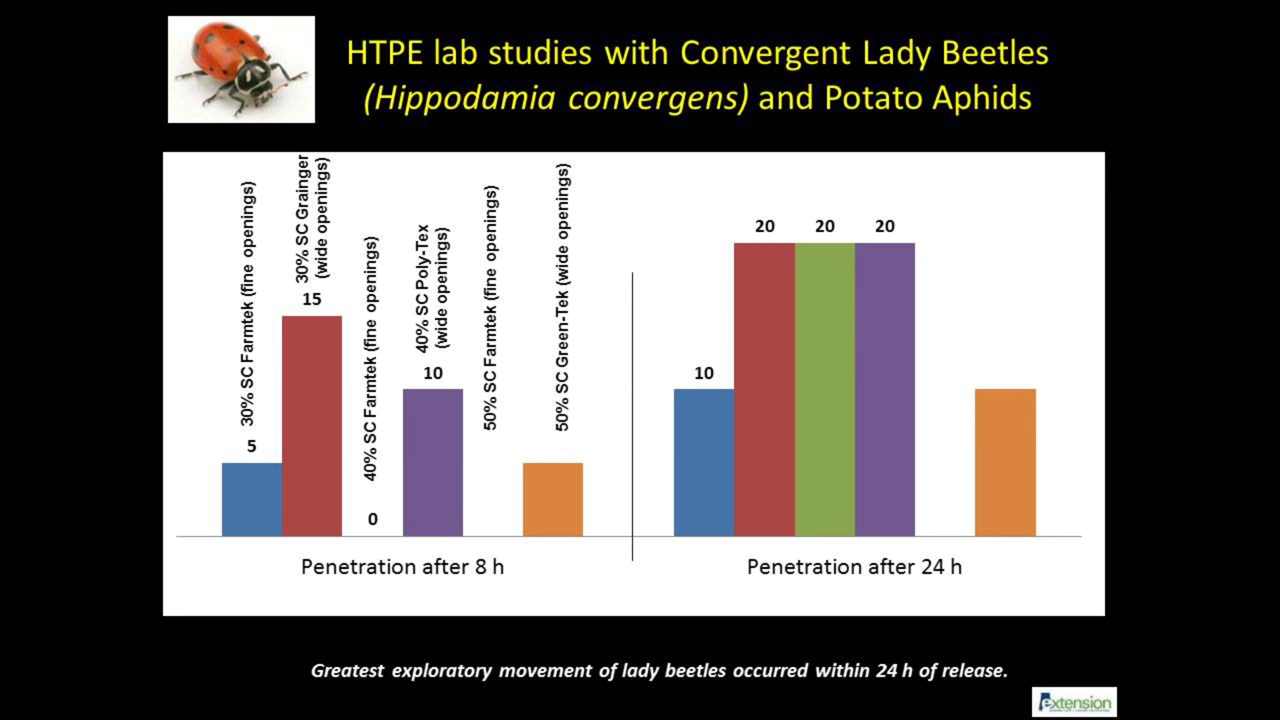 HTPE lab studies with Convergent Lady Beetles
(Hippodamia convergens) and Potato Aphids
30% SC Farmtek (fine openings)
30% SC Grainger
(wide openings)
40% SC Farmtek (fine openings)
40% SC Poly-Tex
(wide openings)
50% SC Farmtek (fine openings)
50% SC Green-Tek (wide openings)
5
15
0
10
10
20
20
20
Penetration after 8 h
Penetration after 24 h
Greatest exploratory movement of lady beetles occurred within 24 h of release.
extension